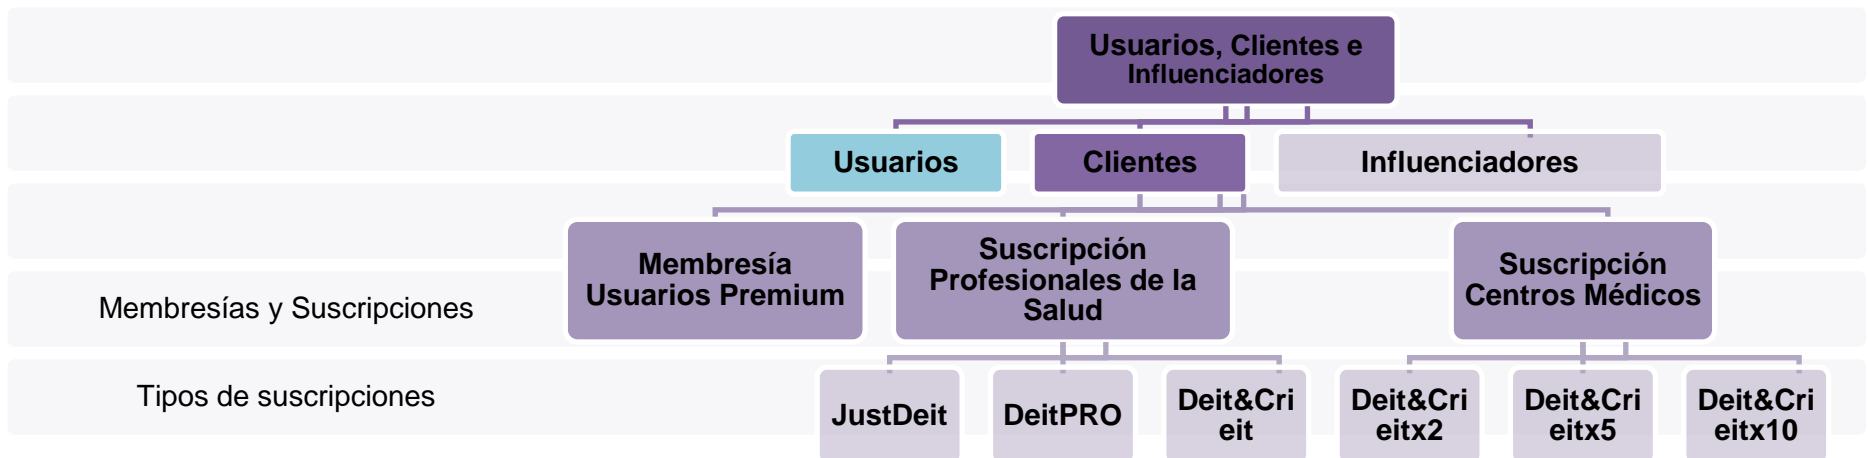 Usuarios, Clientes e
Influenciadores
Usuarios
Clientes
Influenciadores
Membresía
Usuarios Premium
Suscripción
Profesionales de la
Salud
Suscripción
Centros Médicos
Membresías y Suscripciones
Tipos de suscripciones
JustDeit
DeitPRO
Deit&Cri
eit
Deit&Cri
eitx2
Deit&Cri
eitx5
Deit&Cri
eitx10